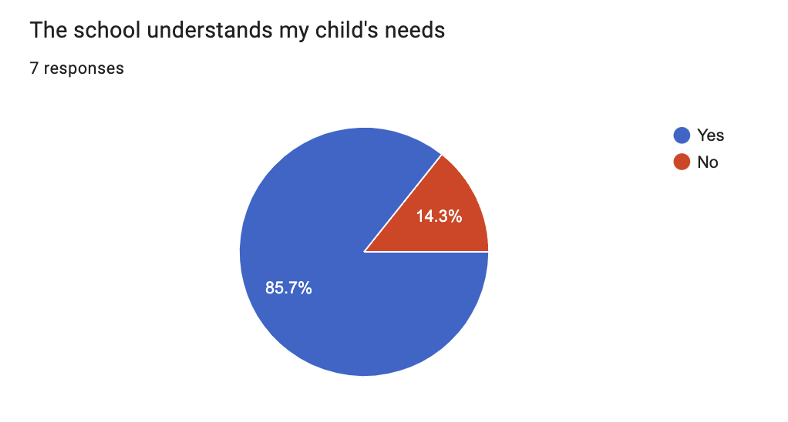 The school understands my child's needs
7 responses
Yes
No
14.3%
85.7%